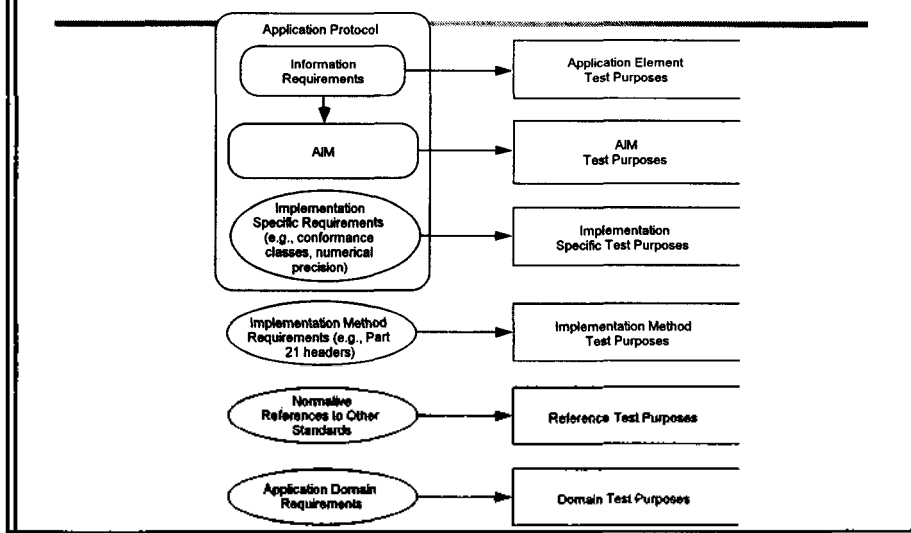 Application Protocol
Information
Requirements
Application Element
Test Purposes
AIM
AIM
Test Purposes
Implementation
Specific Requirements
(e.g., conformance
classes, numerical
precision)
Implementation
Specific Test Purposes
Implementation Method
Requirements (e.g., Part
21 headers)
Implementation Method
Test Purposes
Normative
References to Other
Standards
Reference Test Purposes
Application Domain
Requirements
Domain Test Purposes